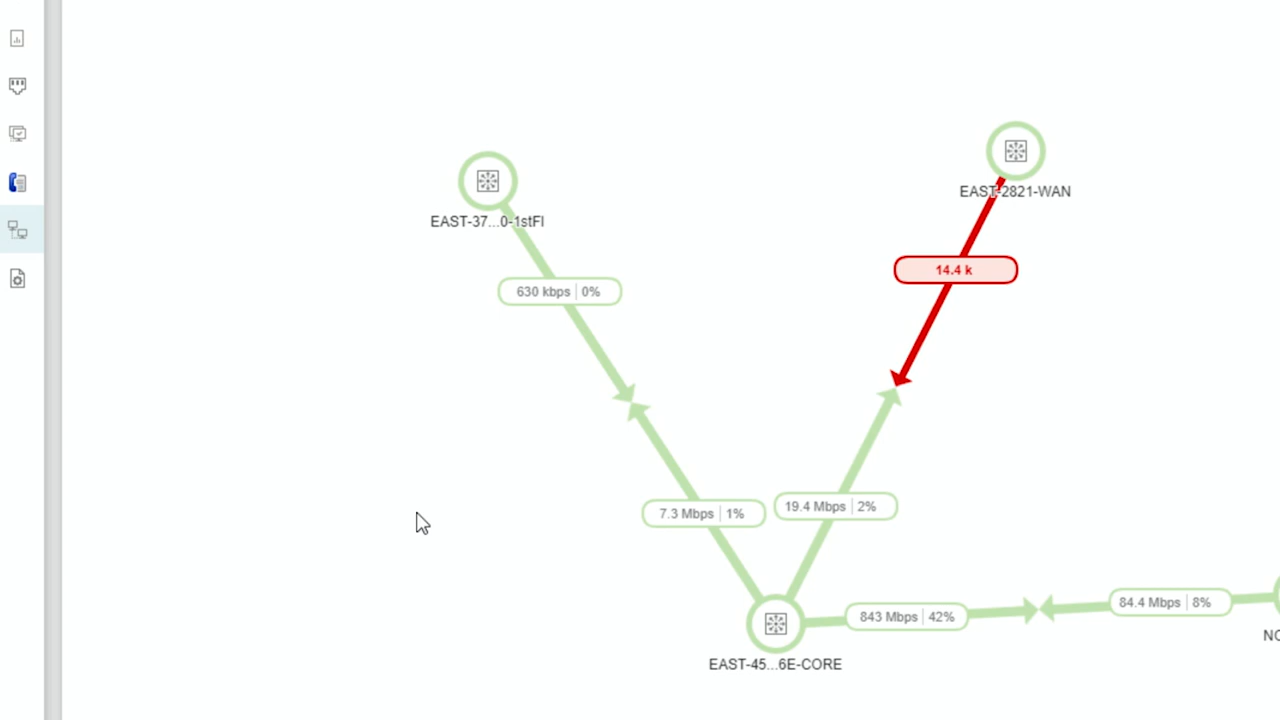 EAST-2821-WAN
EAST-37...0-1stFl
14.4 k
630 kbps | 0%
19.4 Mbps | 2%
7.3 Mbps | 1%
84.4 Mbps | 8%
843 Mbps | 42%
NO
EAST-45...6E-CORE